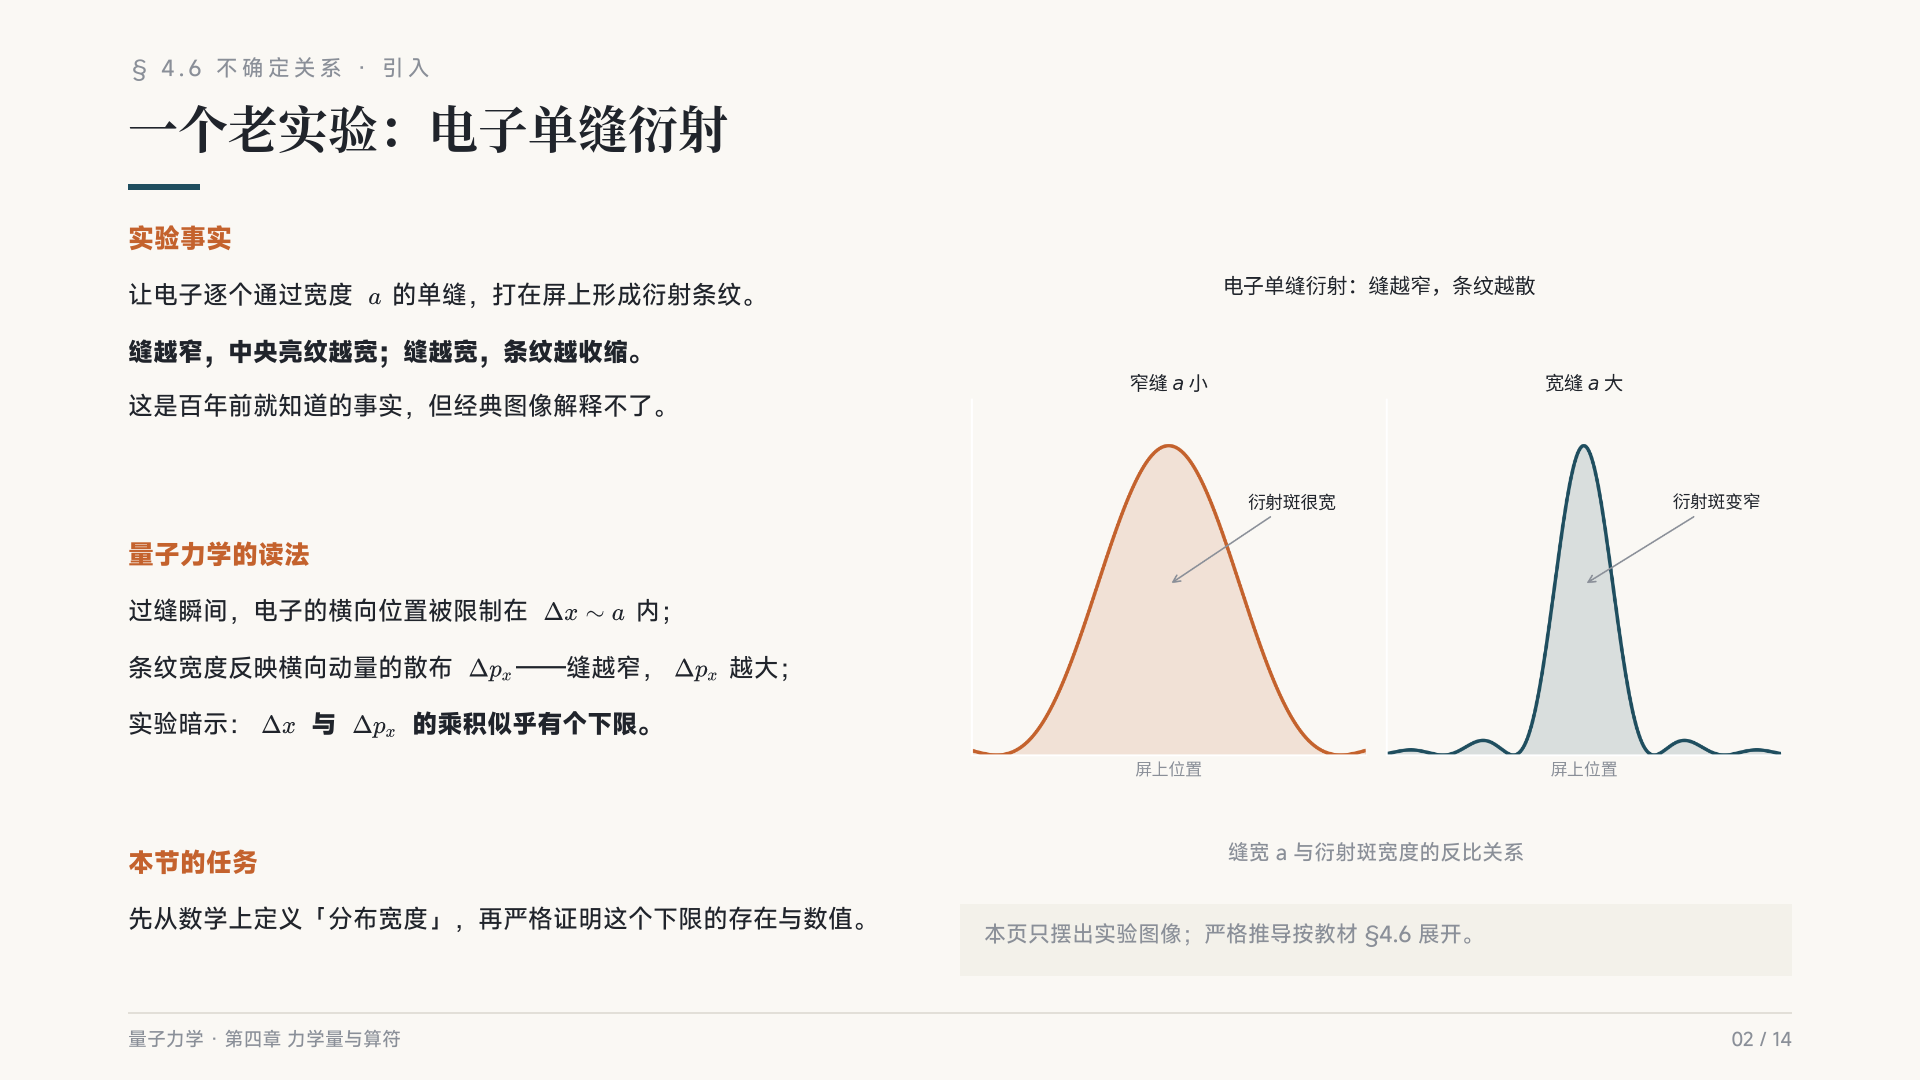 § 4.6 不确定关系 · 引入
一个老实验：电子单缝衍射
实验事实
让电子逐个通过宽度 a 的单缝，打在屏上形成衍射条纹。
缝越窄，中央亮纹越宽；缝越宽，条纹越收缩。
这是百年前就知道的事实，但经典图像解释不了。
量子力学的读法
过缝瞬间，电子的横向位置被限制在 Δx ∼ a 内；
条纹宽度反映横向动量的散布 Δpₓ——缝越窄， Δpₓ 越大；
实验暗示： Δx 与 Δpₓ 的乘积似乎有个下限。
本节的任务
先从数学上定义「分布宽度」，再严格证明这个下限的存在与数值。
电子单缝衍射：缝越窄，条纹越散
窄缝 a 小
衍射斑很宽
屏上位置
宽缝 a 大
衍射斑变窄
屏上位置
缝宽 a 与衍射斑宽度的反比关系
本页只摆出实验图像；严格推导按教材 §4.6 展开。
量子力学 · 第四章 力学量与算符
02 / 14